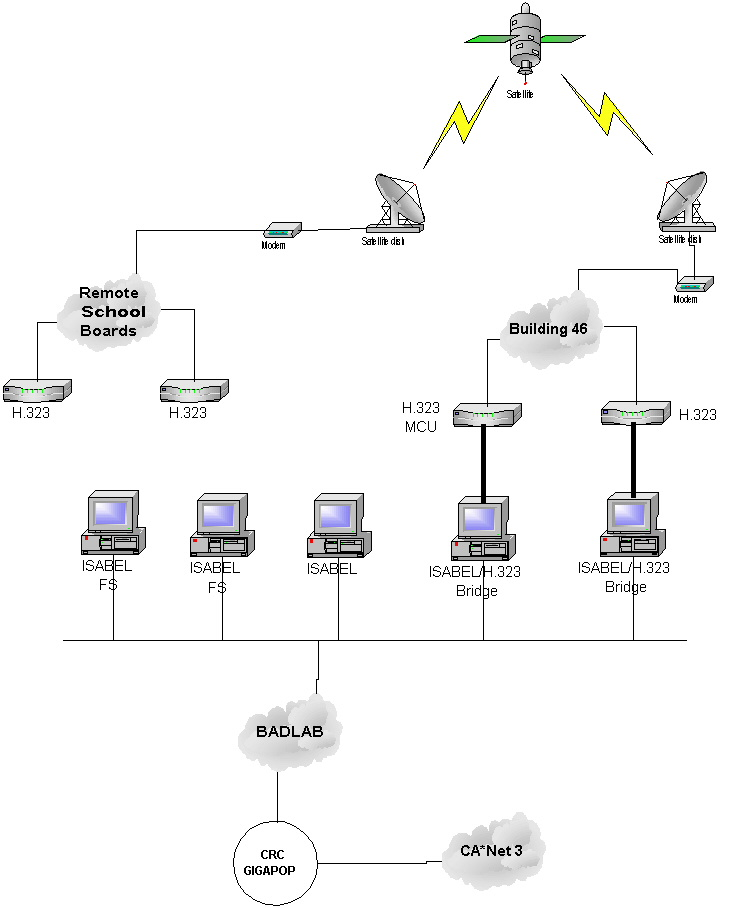 Satellite
Satellite dish
Satellite dish
Modem
Modem
Remote
School
Boards
Building 46
H.323
H.323
H.323
MCU
H.323
ISABEL
FS
ISABEL
FS
ISABEL
ISABEL/H.323
Bridge
ISABEL/H.323
Bridge
BADLAB
CRC
GIGAPOP
CA*Net 3